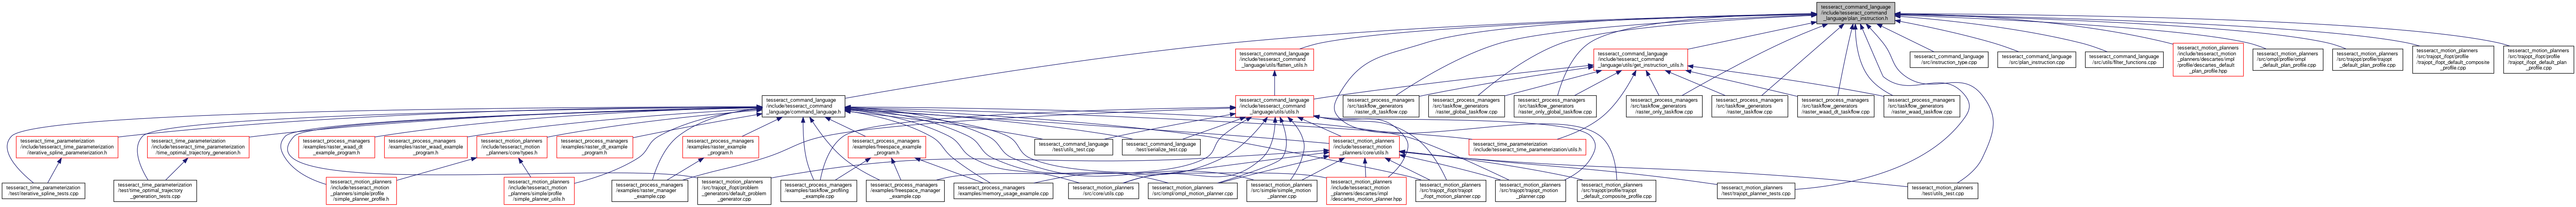 tesseract_command_language
/include/tesseract_command
_language/plan_instruction.h
tesseract_command_language
/include/tesseract_command
_language/utils/flatten_utils.h
tesseract_command_language
/include/tesseract_command
_language/utils/get_instruction_utils.h
tesseract_command_language
/src/instruction_type.cpp
tesseract_command_language
/src/plan_instruction.cpp
tesseract_command_language
/src/utils/filter_functions.cpp
tesseract_motion_planners
/include/tesseract_motion
_planners/descartes/impl
/profile/descartes_default
_plan_profile.hpp
tesseract_motion_planners
/src/ompl/profile/ompl
_default_plan_profile.cpp
tesseract_motion_planners
/src/trajopt/profile/trajopt
_default_plan_profile.cpp
tesseract_motion_planners
/src/trajopt_ifopt/profile
/trajopt_ifopt_default_composite
_profile.cpp
tesseract_motion_planners
/src/trajopt_ifopt/profile
/trajopt_ifopt_default_plan
_profile.cpp
tesseract_command_language
/include/tesseract_command
_language/command_language.h
tesseract_command_language
/include/tesseract_command
_language/utils/utils.h
tesseract_process_managers
/src/taskflow_generators
/raster_dt_taskflow.cpp
tesseract_process_managers
/src/taskflow_generators
/raster_global_taskflow.cpp
tesseract_process_managers
/src/taskflow_generators
/raster_only_global_taskflow.cpp
tesseract_process_managers
/src/taskflow_generators
/raster_only_taskflow.cpp
tesseract_process_managers
/src/taskflow_generators
/raster_taskflow.cpp
tesseract_process_managers
/src/taskflow_generators
/raster_waad_dt_taskflow.cpp
tesseract_process_managers
/src/taskflow_generators
/raster_waad_taskflow.cpp
tesseract_time_parameterization
/include/tesseract_time_parameterization
/iterative_spline_parameterization.h
tesseract_time_parameterization
/include/tesseract_time_parameterization
/time_optimal_trajectory_generation.h
tesseract_process_managers
/examples/raster_waad_dt
_example_program.h
tesseract_process_managers
/examples/raster_waad_example
_program.h
tesseract_motion_planners
/include/tesseract_motion
_planners/core/types.h
tesseract_process_managers
/examples/raster_dt_example
_program.h
tesseract_process_managers
/examples/raster_example
_program.h
tesseract_process_managers
/examples/freespace_example
_program.h
tesseract_command_language
/test/utils_test.cpp
tesseract_command_language
/test/serialize_test.cpp
tesseract_motion_planners
/include/tesseract_motion
_planners/core/utils.h
tesseract_time_parameterization
/include/tesseract_time_parameterization/utils.h
tesseract_time_parameterization
/test/iterative_spline_tests.cpp
tesseract_time_parameterization
/test/time_optimal_trajectory
_generation_tests.cpp
tesseract_motion_planners
/include/tesseract_motion
_planners/simple/profile
/simple_planner_profile.h
tesseract_motion_planners
/include/tesseract_motion
_planners/simple/profile
/simple_planner_utils.h
tesseract_process_managers
/examples/raster_manager
_example.cpp
tesseract_motion_planners
/src/trajopt_ifopt/problem
_generators/default_problem
_generator.cpp
tesseract_process_managers
/examples/taskflow_profiling
_example.cpp
tesseract_process_managers
/examples/freespace_manager
_example.cpp
tesseract_process_managers
/examples/memory_usage_example.cpp
tesseract_motion_planners
/src/core/utils.cpp
tesseract_motion_planners
/src/ompl/ompl_motion_planner.cpp
tesseract_motion_planners
/src/simple/simple_motion
_planner.cpp
tesseract_motion_planners
/include/tesseract_motion
_planners/descartes/impl
/descartes_motion_planner.hpp
tesseract_motion_planners
/src/trajopt_ifopt/trajopt
_ifopt_motion_planner.cpp
tesseract_motion_planners
/src/trajopt/trajopt_motion
_planner.cpp
tesseract_motion_planners
/src/trajopt/profile/trajopt
_default_composite_profile.cpp
tesseract_motion_planners
/test/trajopt_planner_tests.cpp
tesseract_motion_planners
/test/utils_test.cpp